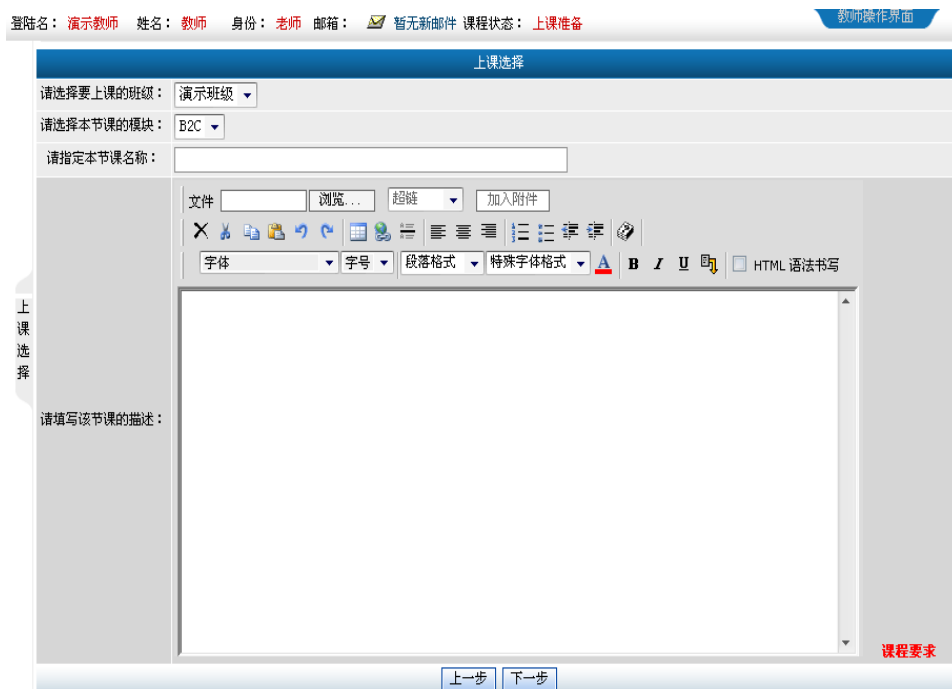 登陆名： 演示教师 姓名： 教师 身份： 老师 邮箱： 暂无新邮件 课程状态： 上课准备
教师操作界面
上课选择
请选择要上课的班级： 演示班级
请选择本节课的模块： B2C
请指定本节课名称：
文件 浏览... 超链 加入附件
字体 字号 段落格式 特殊字体格式 A B I U HTML 语法书写
上课选择
请填写该节课的描述：
课程要求
上一步 下一步